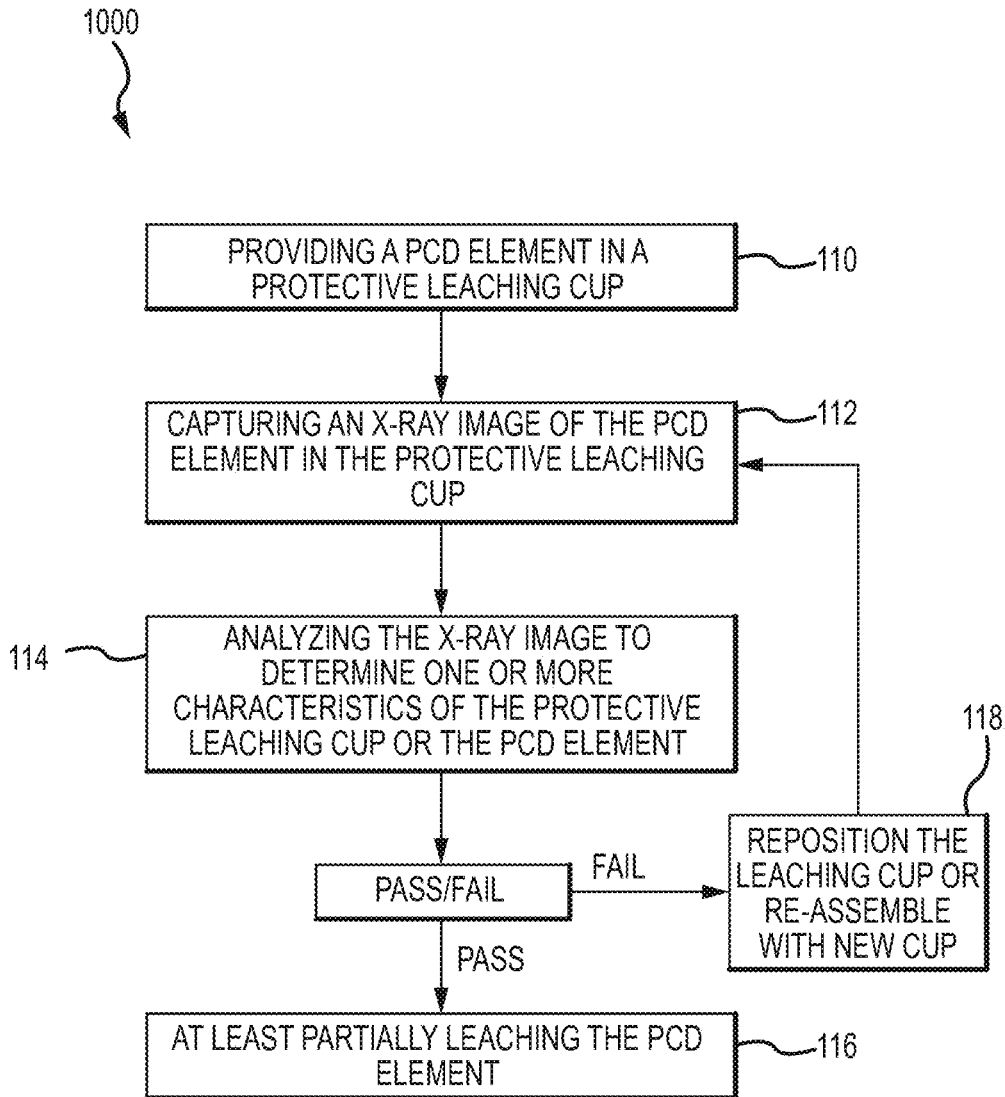 1000
PROVIDING A PCD ELEMENT IN A
PROTECTIVE LEACHING CUP
110
CAPTURING AN X-RAY IMAGE OF THE PCD
ELEMENT IN THE PROTECTIVE LEACHING
CUP
112
114
ANALYZING THE X-RAY IMAGE TO
DETERMINE ONE OR MORE
CHARACTERISTICS OF THE PROTECTIVE
LEACHING CUP OR THE PCD ELEMENT
PASS/FAIL
FAIL
118
REPOSITION THE
LEACHING CUP OR
RE-ASSEMBLE
WITH NEW CUP
PASS
AT LEAST PARTIALLY LEACHING THE PCD
ELEMENT
116